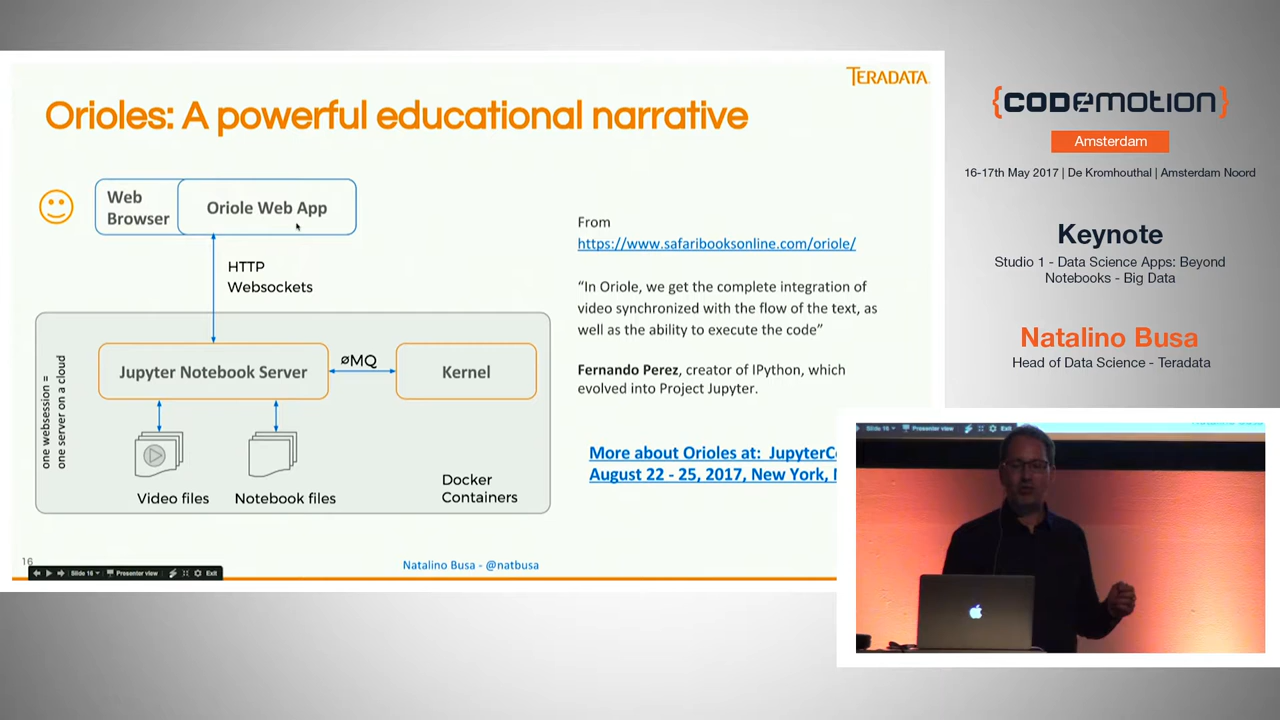 TERADATA
Orioles: A powerful educational narrative
Web
Browser
Oriole Web App
HTTP
Websockets
one websession =
one server on a cloud
Jupyter Notebook Server
øMQ
Kernel
Video files
Notebook files
Docker
Containers
From
https://www.safaribooksonline.com/oriole/
“In Oriole, we get the complete integration of
video synchronized with the flow of the text, as
well as the ability to execute the code”
Fernando Perez, creator of IPython, which
evolved into Project Jupyter.
More about Orioles at: JupyterC
August 22 - 25, 2017, New York,
16
Slide 16
Presenter view
Exit
Natalino Busa - @natbusa
{CODEMOTION}
Amsterdam
16-17th May 2017 | De Kromhouthal | Amsterdam Noord
Keynote
Studio 1 - Data Science Apps: Beyond
Notebooks - Big Data
Natalino Busa
Head of Data Science - Teradata
Slide 16
Presenter view
Exit